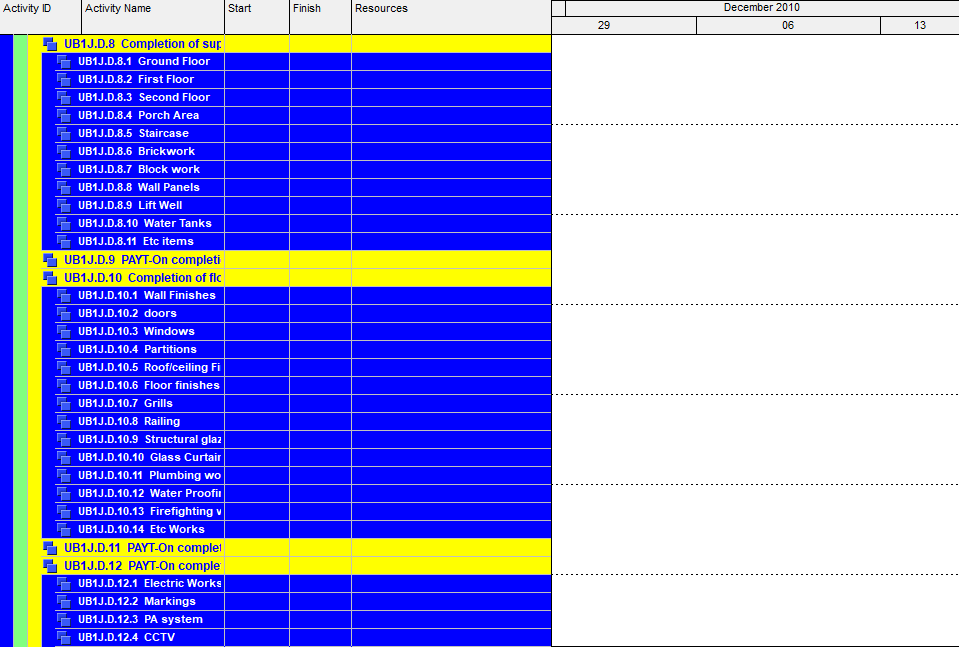 Activity ID Activity Name Start Finish Resources December 2010
29 06 13
UB1J.D.8 Completion of sup
UB1J.D.8.1 Ground Floor
UB1J.D.8.2 First Floor
UB1J.D.8.3 Second Floor
UB1J.D.8.4 Porch Area
UB1J.D.8.5 Staircase
UB1J.D.8.6 Brickwork
UB1J.D.8.7 Block work
UB1J.D.8.8 Wall Panels
UB1J.D.8.9 Lift Well
UB1J.D.8.10 Water Tanks
UB1J.D.8.11 Etc items
UB1J.D.9 PAYT-On completi
UB1J.D.10 Completion of flo
UB1J.D.10.1 Wall Finishes
UB1J.D.10.2 doors
UB1J.D.10.3 Windows
UB1J.D.10.4 Partitions
UB1J.D.10.5 Roof/ceiling Fi
UB1J.D.10.6 Floor finishes
UB1J.D.10.7 Grills
UB1J.D.10.8 Railing
UB1J.D.10.9 Structural glaz
UB1J.D.10.10 Glass Curtain
UB1J.D.10.11 Plumbing wo
UB1J.D.10.12 Water Proofin
UB1J.D.10.13 Firefighting w
UB1J.D.10.14 Etc Works
UB1J.D.11 PAYT-On complet
UB1J.D.12 PAYT-On comple
UB1J.D.12.1 Electric Works
UB1J.D.12.2 Markings
UB1J.D.12.3 PA system
UB1J.D.12.4 CCTV